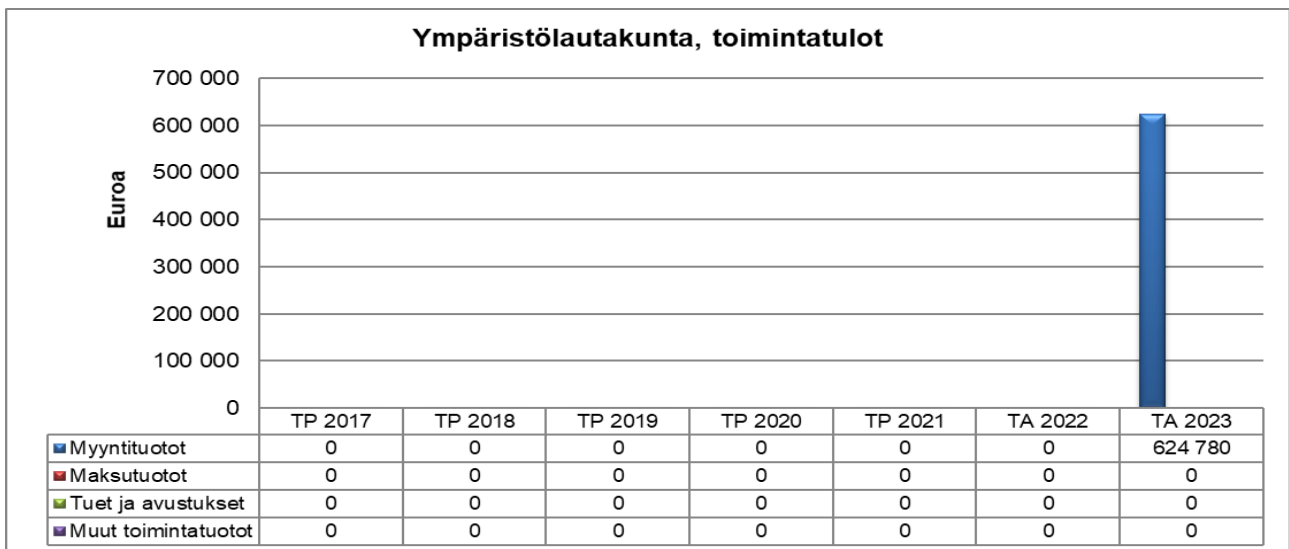 Ympäristölautakunta, toimintatulot
700 000
600 000
500 000
400 000
300 000
200 000
100 000
0
Euroa
TP 2017 TP 2018 TP 2019 TP 2020 TP 2021 TA 2022 TA 2023
Myyntituotot 0 0 0 0 0 0 624 780
Maksutuotot 0 0 0 0 0 0 0
Tuet ja avustukset 0 0 0 0 0 0 0
Muut toimintatuotot 0 0 0 0 0 0 0